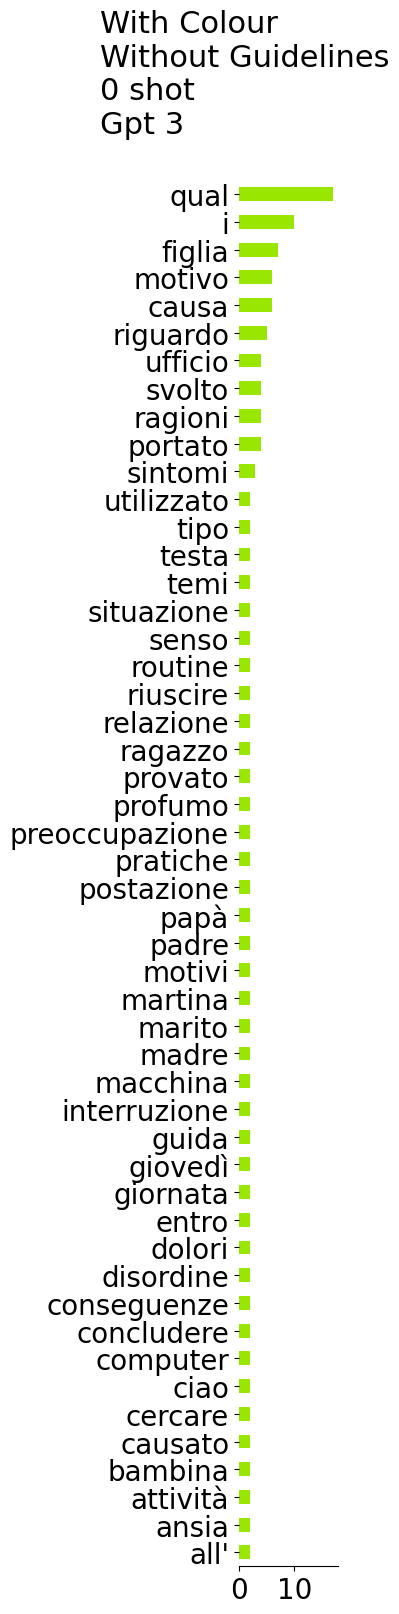 With Colour
Without Guidelines
0 shot
Gpt 3
qual
i
figlia
motivo
causa
riguardo
ufficio
svolto
ragioni
portato
sintomi
utilizzato
tipo
testa
temi
situazione
senso
routine
riuscire
relazione
ragazzo
provato
profumo
preoccupazione
pratiche
postazione
papà
padre
motivi
martina
marito
madre
macchina
interruzione
guida
giovedì
giornata
entro
dolori
disordine
conseguenze
concludere
computer
ciao
cercare
causato
bambina
attività
ansia
all'
0 10